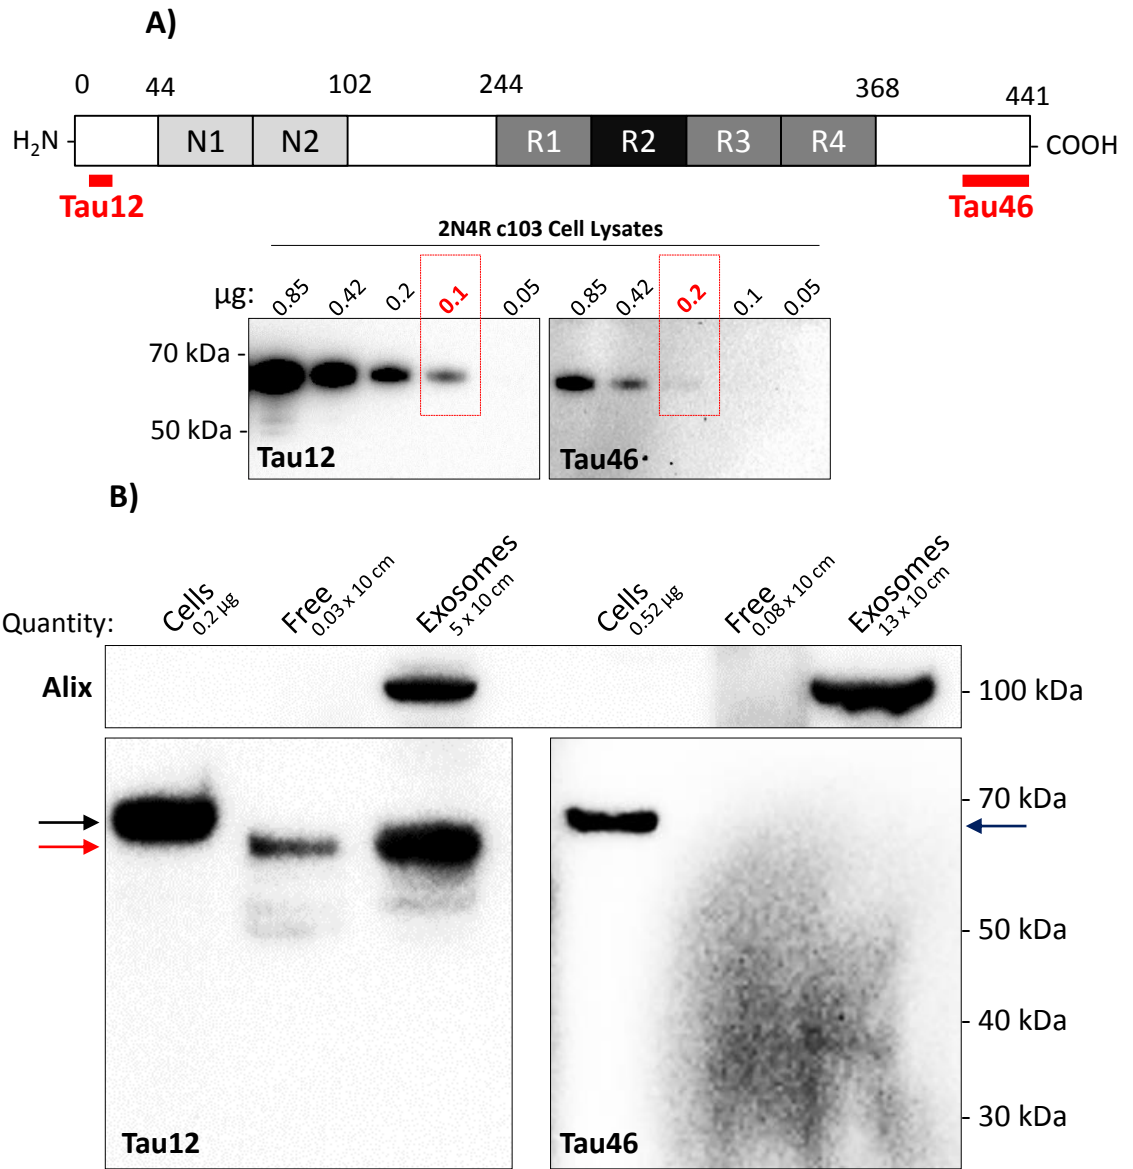 A)
0 44 102 244 368 441
H₂N - N1 N2 R1 R2 R3 R4 - COOH
Tau12 Tau46
2N4R c103 Cell Lysates
µg: 0.85 0.42 0.2 0.1 0.05 0.85 0.42 0.2 0.1 0.05
70 kDa -
50 kDa -
Tau12 Tau46
B)
Quantity: Cells Free Exosomes Cells Free Exosomes
0.2 µg 0.03 x 10 cm 5 x 10 cm 0.52 µg 0.08 x 10 cm 13 x 10 cm
Alix - 100 kDa
- 70 kDa
- 50 kDa
- 40 kDa
- 30 kDa
Tau12 Tau46